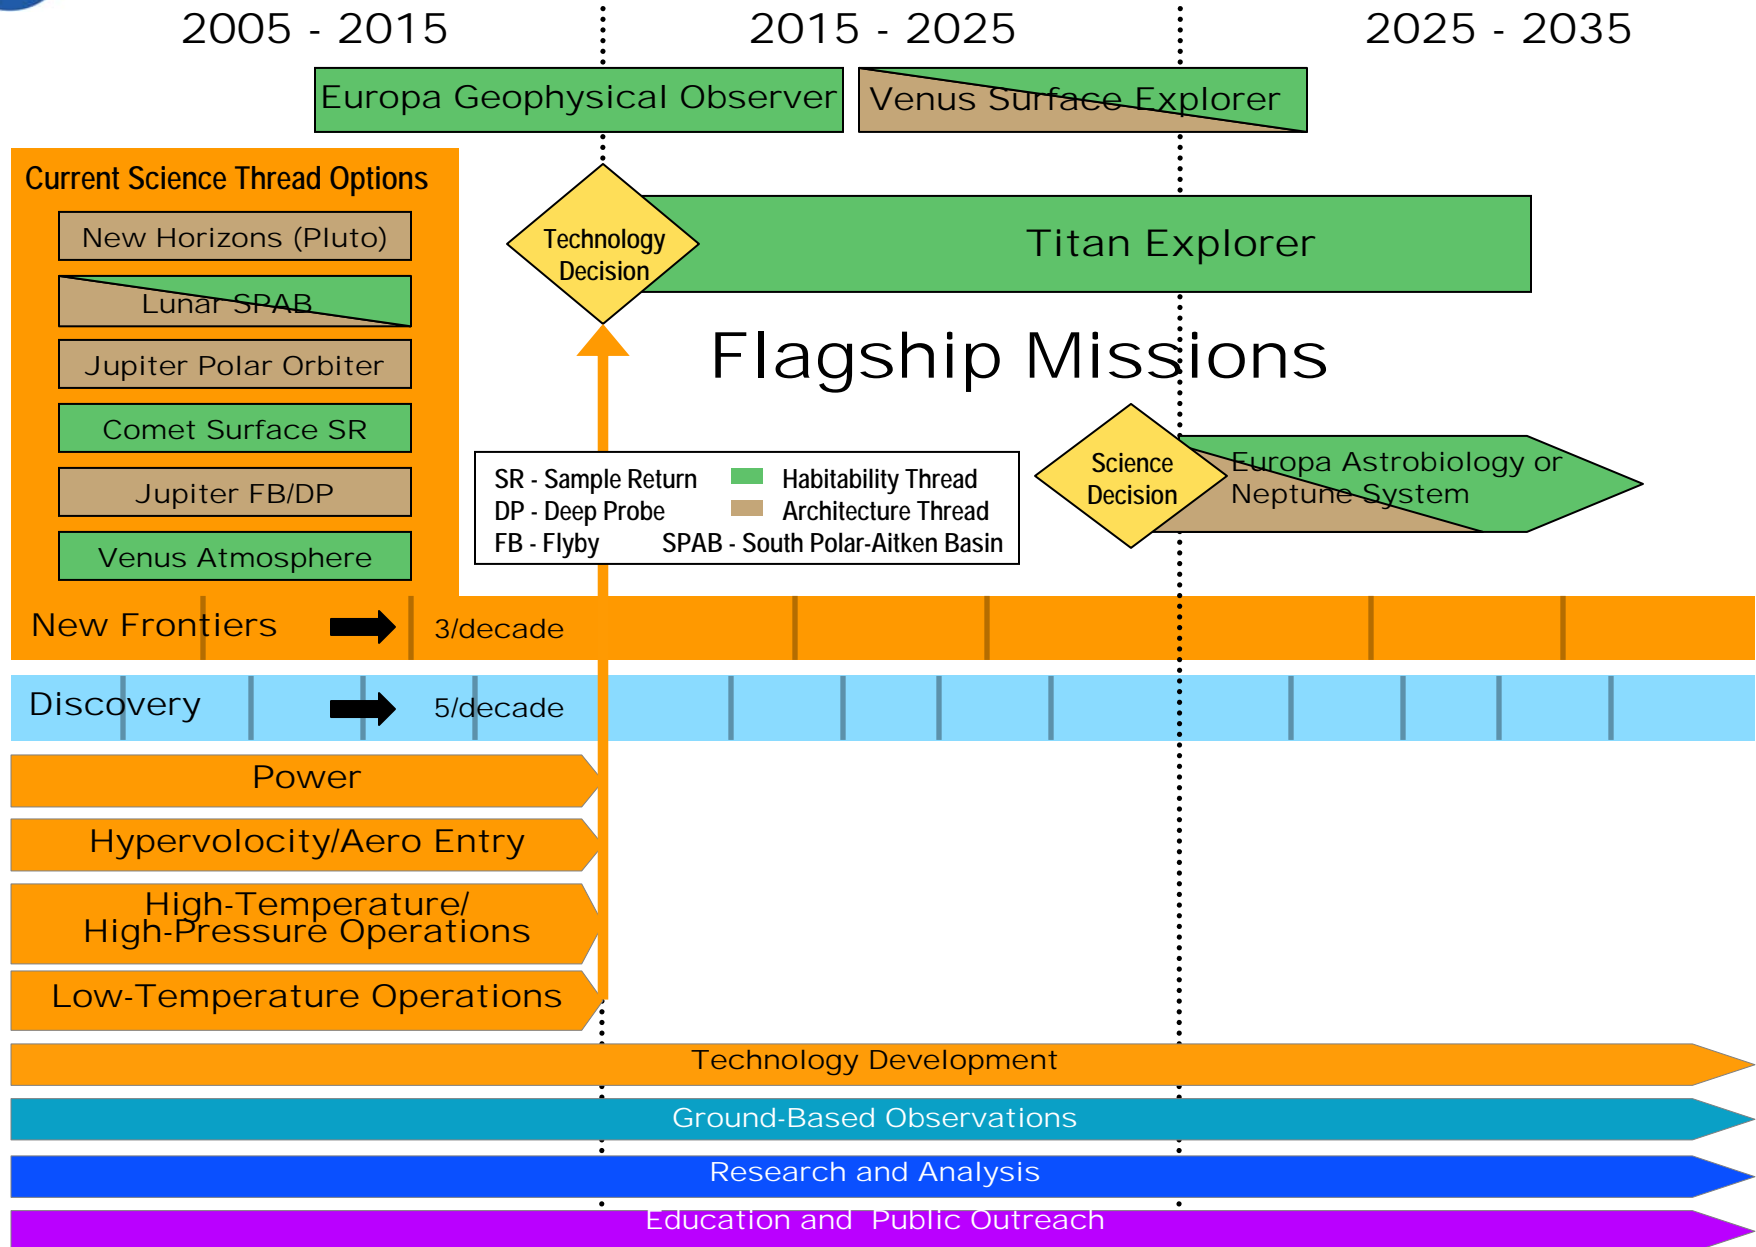 2005 - 2015
2015 - 2025
2025 - 2035
Europa Geophysical Observer
Venus Surface Explorer
Current Science Thread Options
New Horizons (Pluto)
Lunar SPAB
Jupiter Polar Orbiter
Comet Surface SR
Jupiter FB/DP
Venus Atmosphere
Technology
Decision
Titan Explorer
Flagship Missions
SR - Sample Return
Habitability Thread
DP - Deep Probe
Architecture Thread
FB - Flyby
SPAB - South Polar-Aitken Basin
Science
Decision
Europa Astrobiology or
Neptune System
New Frontiers
3/decade
Discovery
5/decade
Power
Hypervolocity/Aero Entry
High-Temperature/
High-Pressure Operations
Low-Temperature Operations
Technology Development
Ground-Based Observations
Research and Analysis
Education and Public Outreach